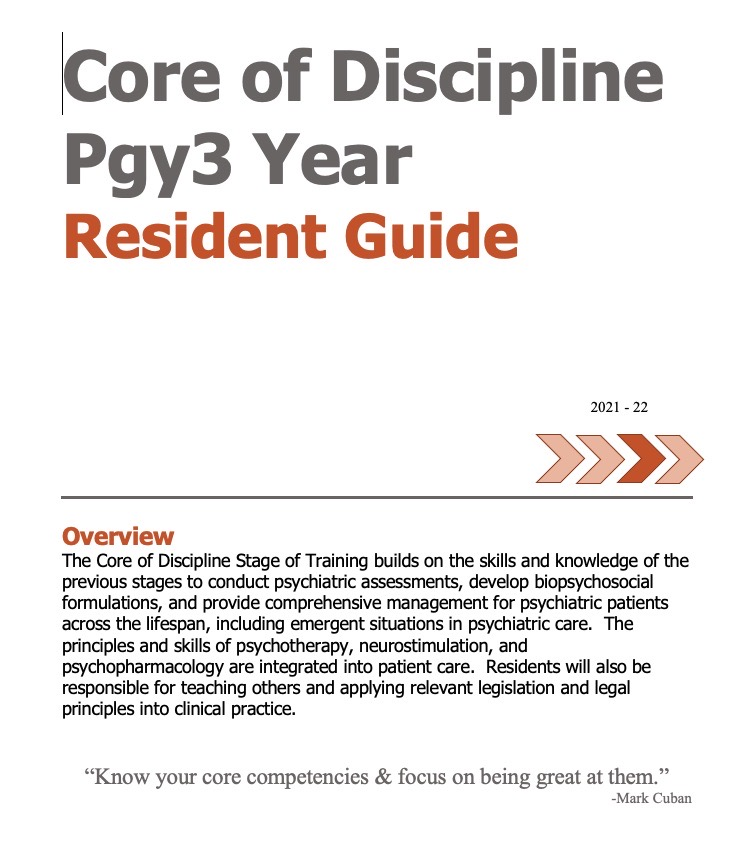 Core of Discipline
Pgy3 Year
Resident Guide
2021 - 22
Overview
The Core of Discipline Stage of Training builds on the skills and knowledge of the
previous stages to conduct psychiatric assessments, develop biopsychosocial
formulations, and provide comprehensive management for psychiatric patients
across the lifespan, including emergent situations in psychiatric care.  The
principles and skills of psychotherapy, neurostimulation, and
psychopharmacology are integrated into patient care.  Residents will also be
responsible for teaching others and applying relevant legislation and legal
principles into clinical practice.
“Know your core competencies & focus on being great at them.”
-Mark Cuban